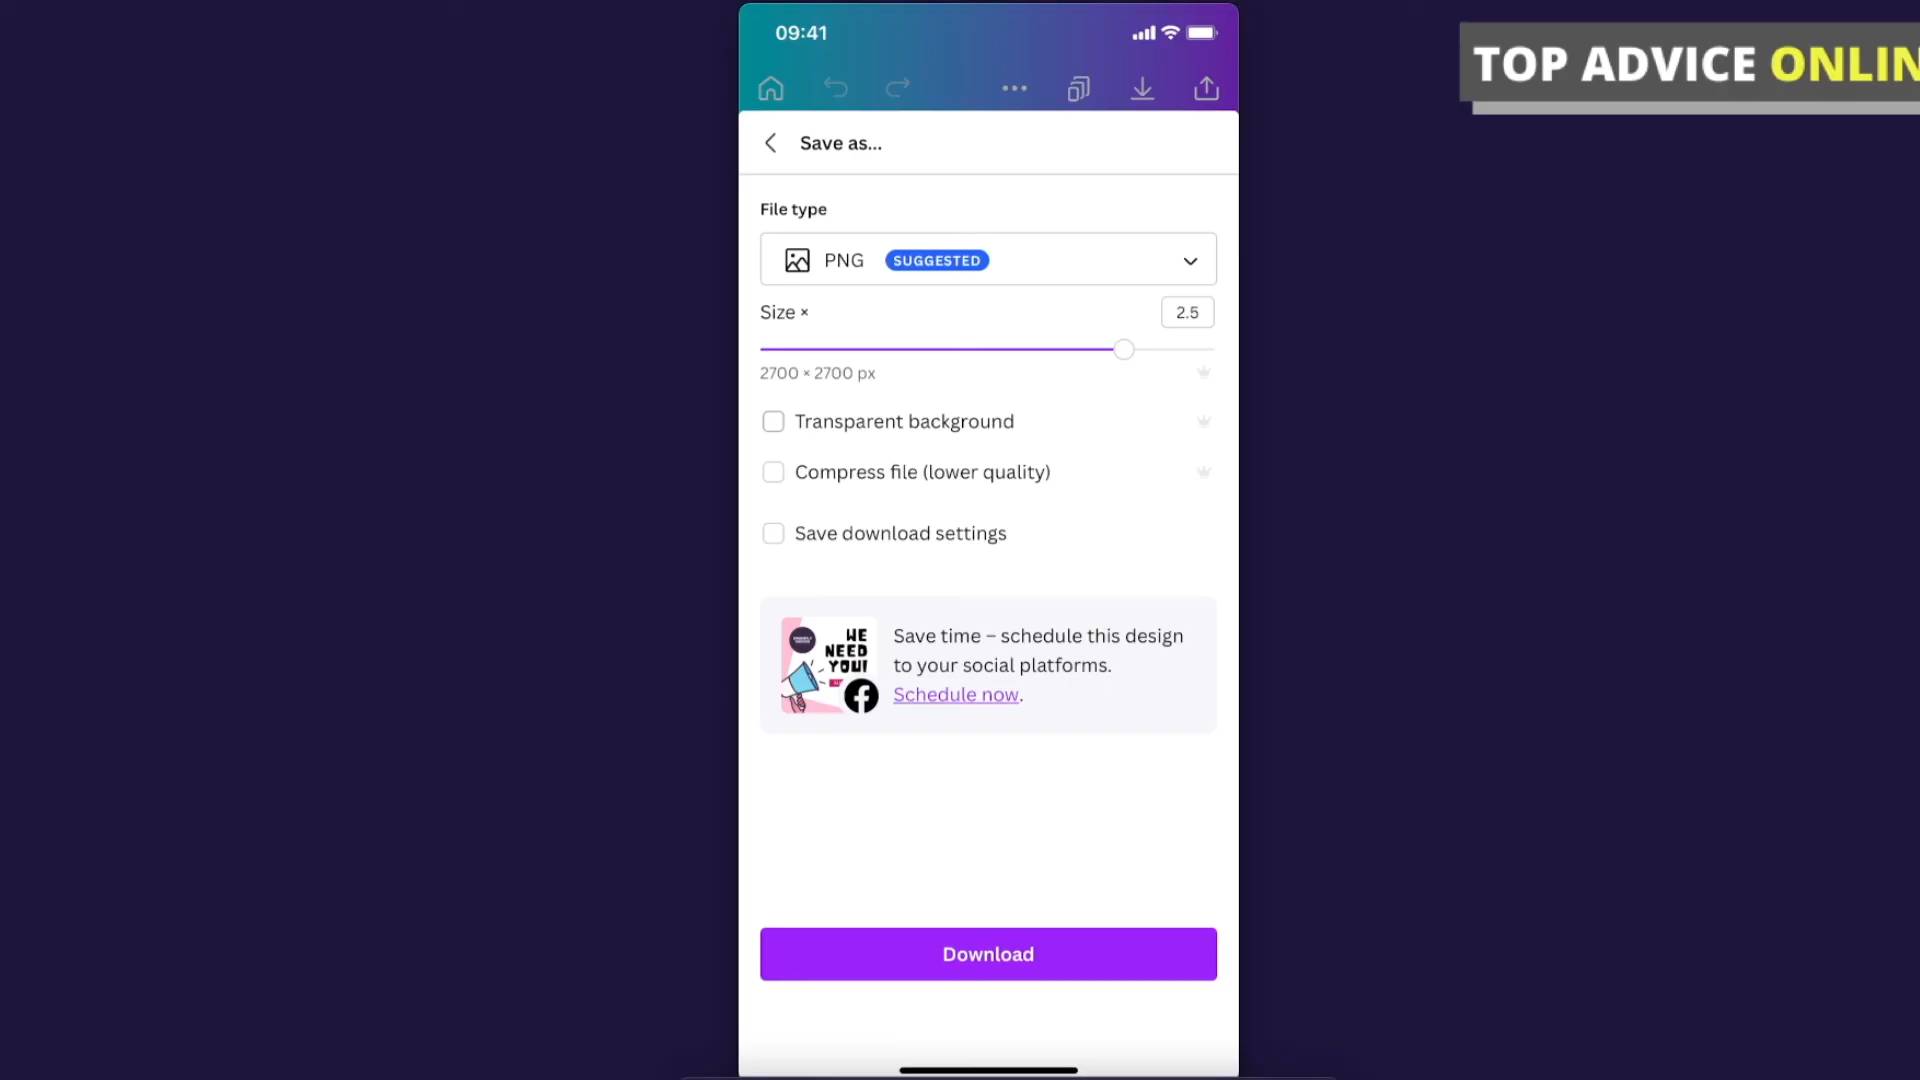 09:41
TOP ADVICE ONLIN
Save as...
File type
PNG SUGGESTED
Size × 2.5
2700 × 2700 px
Transparent background
Compress file (lower quality)
Save download settings
WE
NEED
YOU!
Save time – schedule this design
to your social platforms.
Schedule now.
Download